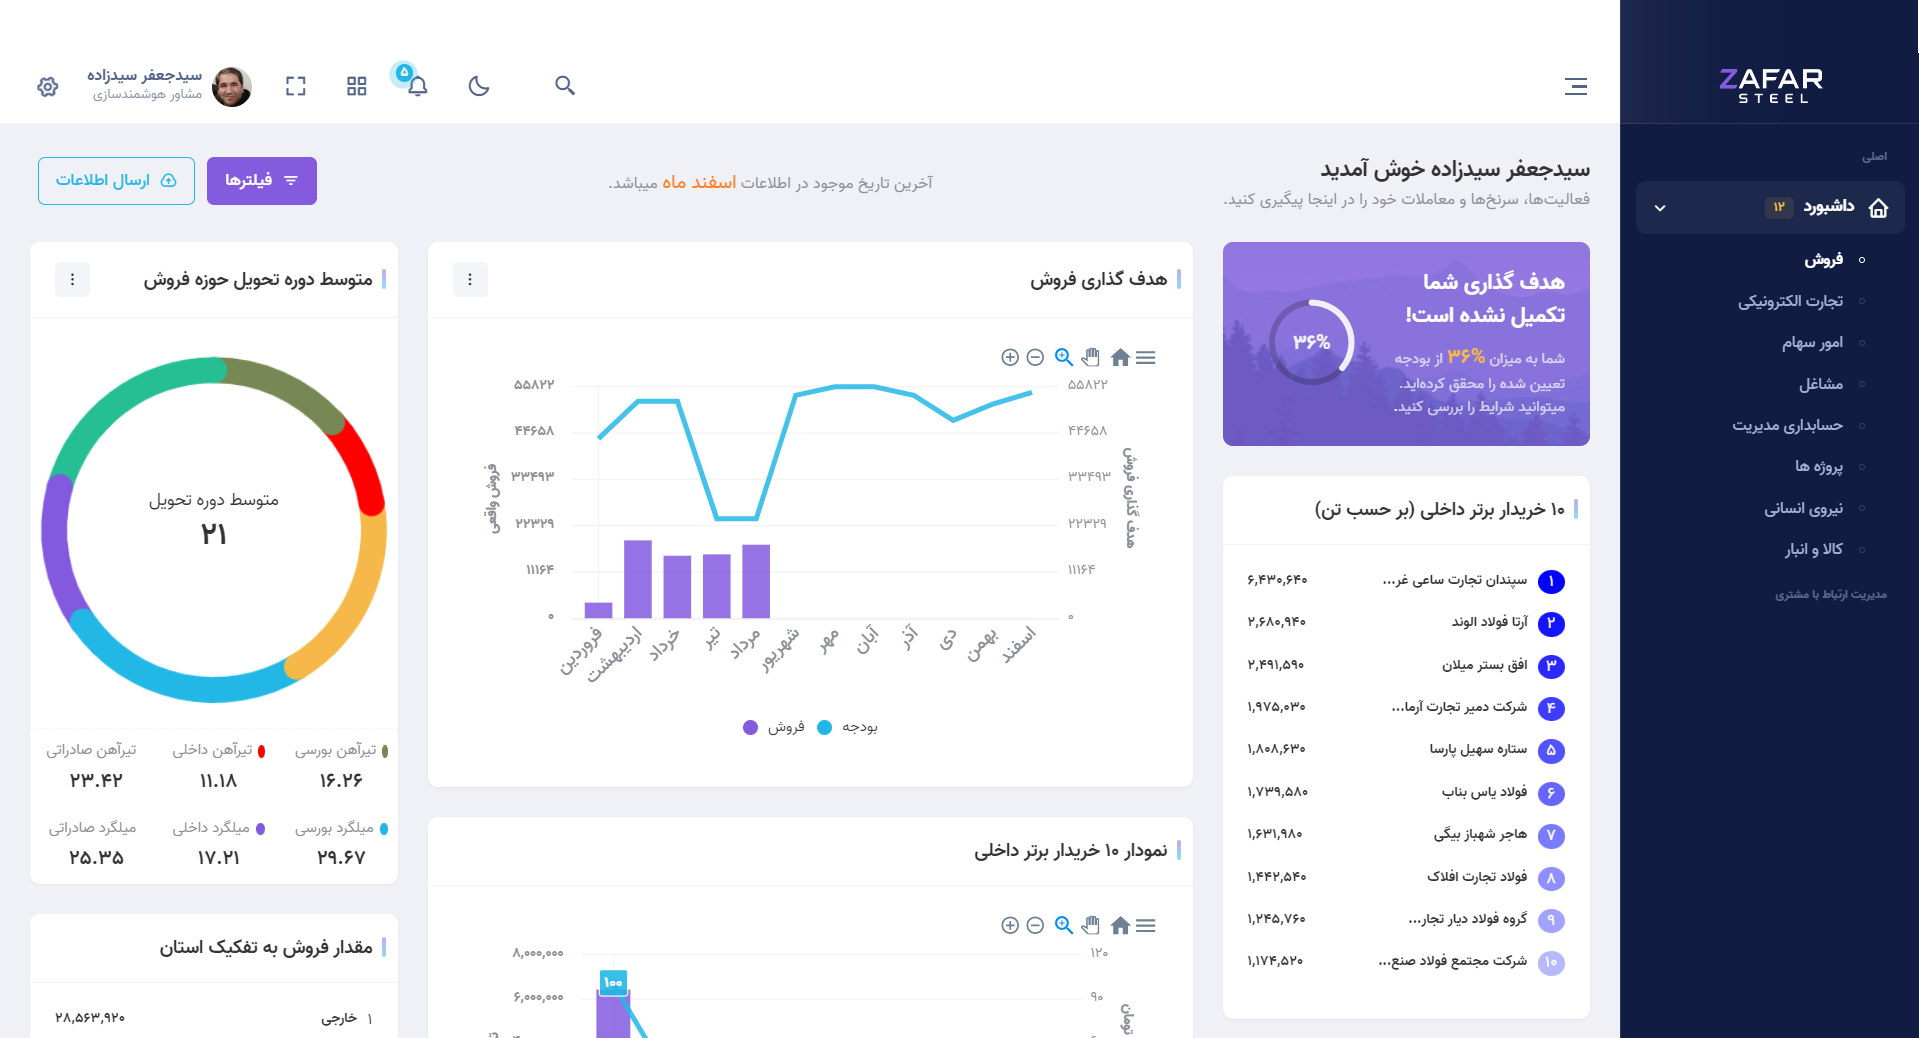 ZAFAR
STEEL
اصلی
داشبورد ۱۲
فروش
تجارت الکترونیکی
امور سهام
مشاغل
حسابداری مدیریت
پروژه ها
نیروی انسانی
کالا و انبار
مدیریت ارتباط با مشتری
۵
سیدجعفر سیدزاده
مشاور هوشمندسازی
سیدجعفر سیدزاده خوش آمدید
فعالیت‌ها، سرنخ‌ها و معاملات خود را در اینجا پیگیری کنید.
آخرین تاریخ موجود در اطلاعات اسفند ماه میباشد.
فیلترها
ارسال اطلاعات
هدف گذاری شما
تکمیل نشده است!
شما به میزان ۳۶% از بودجه
تعیین شده را محقق کرده‌اید.
میتوانید شرایط را بررسی کنید.
۳۶%
۱۰ خریدار برتر داخلی (بر حسب تن)
۱ سپندان تجارت ساعی غر... ۶,۴۳۰,۶۴۰
۲ آرتا فولاد الوند ۲,۶۸۰,۹۴۰
۳ افق بستر میلان ۲,۴۹۱,۵۹۰
۴ شرکت دمیر تجارت آرما... ۱,۹۷۵,۰۳۰
۵ ستاره سهیل پارسا ۱,۸۰۸,۶۳۰
۶ فولاد یاس بناب ۱,۷۳۹,۵۸۰
۷ هاجر شهباز بیگی ۱,۶۳۱,۹۸۰
۸ فولاد تجارت افلاک ۱,۴۴۲,۵۴۰
۹ گروه فولاد دیار تجار... ۱,۲۴۵,۷۶۰
۱۰ شرکت مجتمع فولاد صنع... ۱,۱۷۴,۵۲۰
هدف گذاری فروش
۵۵۸۲۲
۴۴۶۵۸
۳۳۴۹۳
۲۲۳۲۹
۱۱۱۶۴
۰
هدف گذاری فروش
۵۵۸۲۲
۴۴۶۵۸
۳۳۴۹۳
۲۲۳۲۹
۱۱۱۶۴
۰
فروش واقعی
فروردین
اردیبهشت
خرداد
تیر
مرداد
شهریور
مهر
آبان
آذر
دی
بهمن
اسفند
بودجه
فروش
نمودار ۱۰ خریدار برتر داخلی
۱۲۰
۹۰
تومان
۸,۰۰۰,۰۰۰
۶,۰۰۰,۰۰۰
۱۰۰
متوسط دوره تحویل حوزه فروش
متوسط دوره تحویل
۲۱
تیرآهن بورسی
۱۶.۲۶
تیرآهن داخلی
۱۱.۱۸
تیرآهن صادراتی
۲۳.۴۲
میلگرد بورسی
۲۹.۶۷
میلگرد داخلی
۱۷.۲۱
میلگرد صادراتی
۲۵.۳۵
مقدار فروش به تفکیک استان
۱ خارجی ۲۸,۵۶۳,۹۲۰